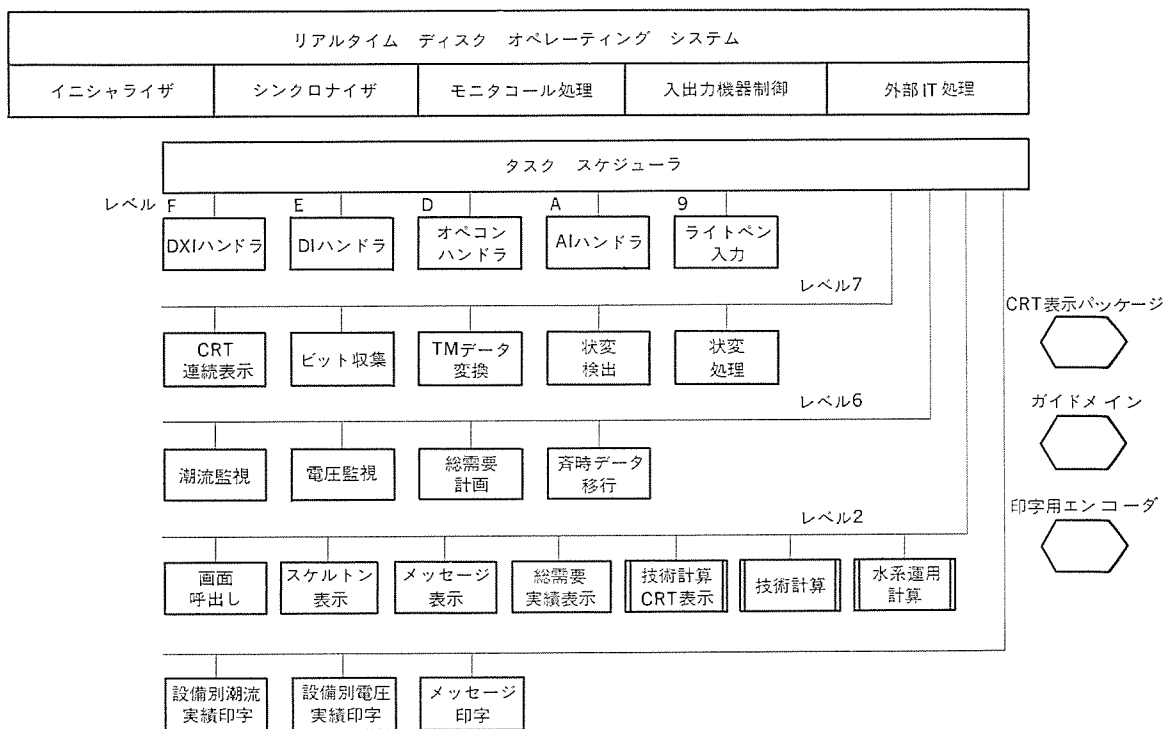 リアルタイム ディスク オペレーティング システム
イニシャライザ
シンクロナイザ
モニタコール処理
入出力機器制御
外部IT処理
タスク スケジューラ
レベル F
E
D
A
9
DXIハンドラ
DIハンドラ
オペコン
ハンドラ
AIハンドラ
ライトペン
入力
レベル7
CRT
連続表示
ビット収集
TMデータ
変換
状変
検出
状変
処理
レベル6
潮流監視
電圧監視
総需要
計画
斉時データ
移行
レベル2
画面
呼出し
スケルトン
表示
メッセージ
表示
総需要
実績表示
技術計算
CRT表示
技術計算
水系運用
計算
設備別潮流
実績印字
設備別電圧
実績印字
メッセージ
印字
CRT表示パッケージ
ガイドメイン
印字用エンコーダ